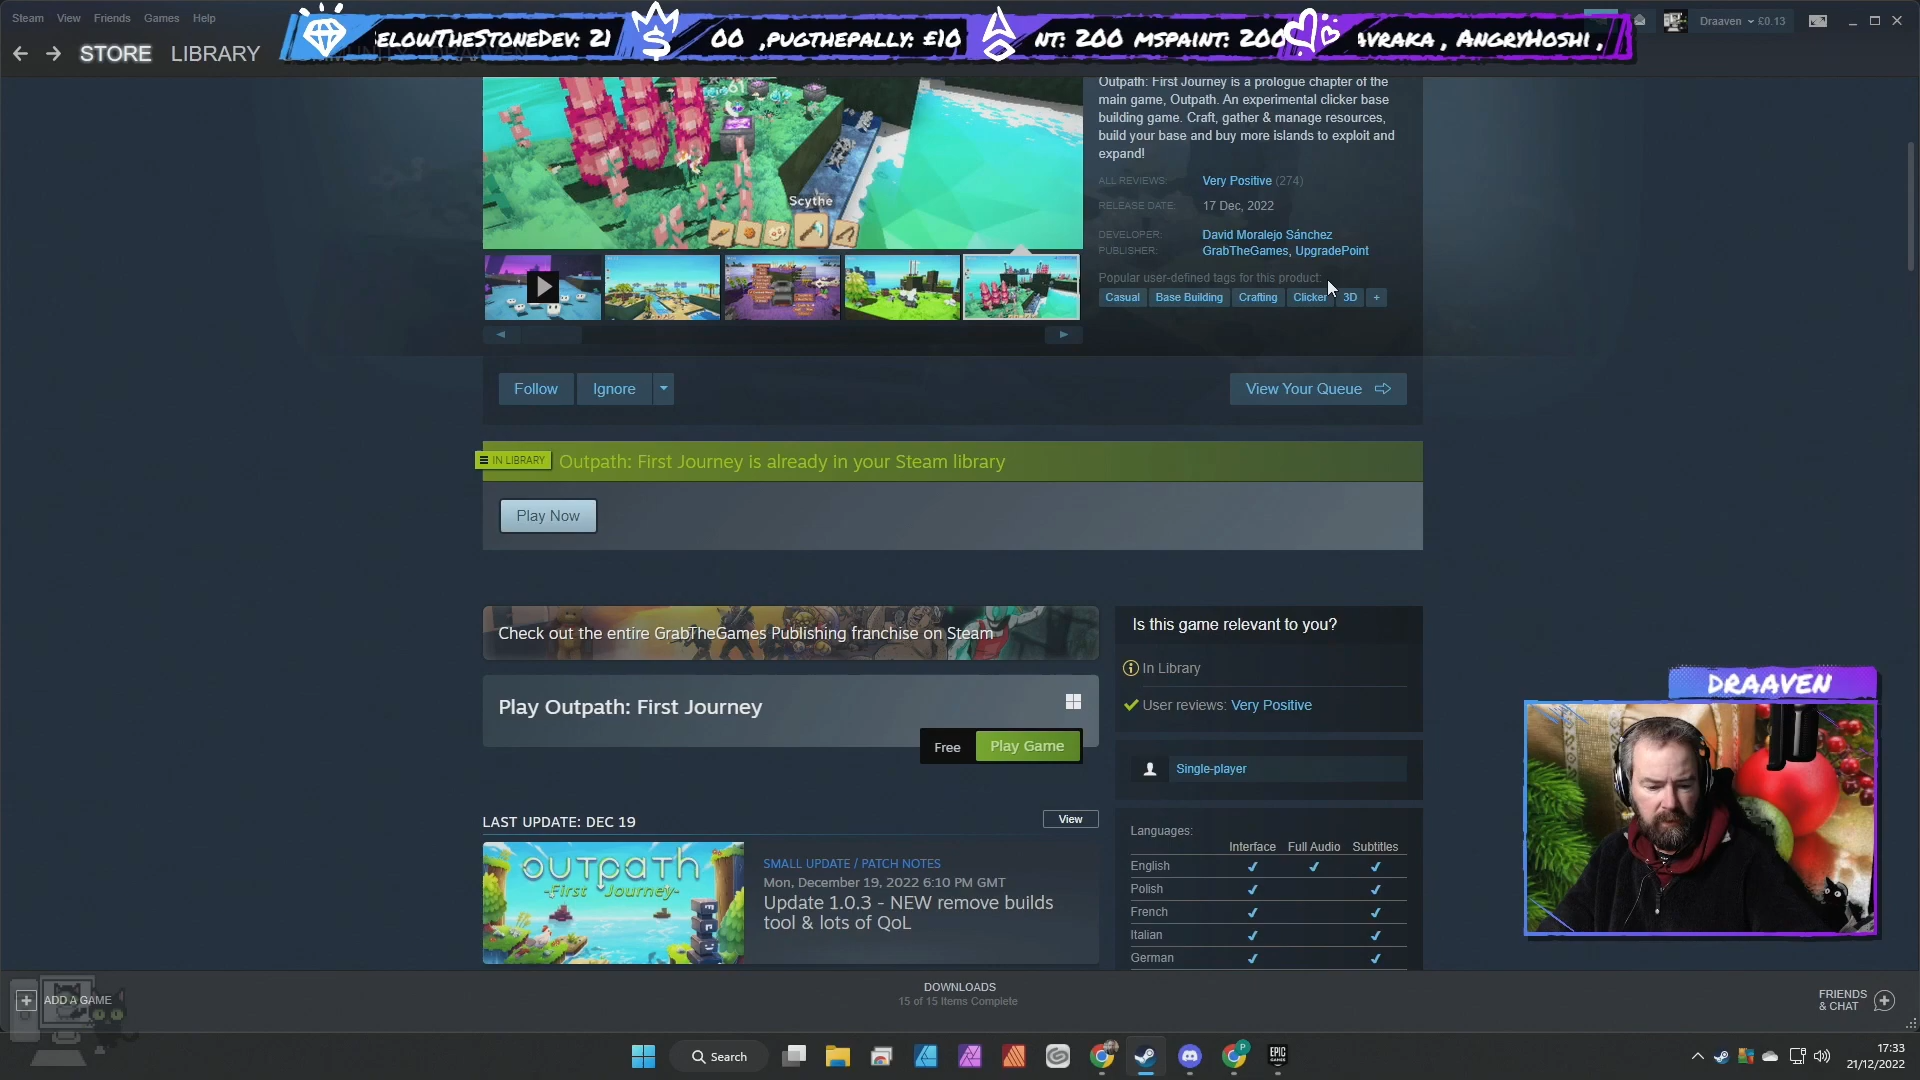 Steam View Friends Games Help
ELOWTHESTONEDEV: 21 00 ,PUGTHEPALLY: £10 NT: 200 MSPAINT: 200 AVRAKA , ANGRYHOSHI ,
Draaven £0.13
STORE LIBRARY
61
Scythe
Outpath: First Journey is a prologue chapter of the
main game, Outpath. An experimental clicker base
building game. Craft, gather & manage resources,
build your base and buy more islands to exploit and
expand!
ALL REVIEWS: Very Positive (274)
RELEASE DATE: 17 Dec, 2022
DEVELOPER: David Moralejo Sánchez
PUBLISHER: GrabTheGames, UpgradePoint
Popular user-defined tags for this product:
Casual Base Building Crafting Clicker 3D +
Follow Ignore View Your Queue
IN LIBRARY Outpath: First Journey is already in your Steam library
Play Now
Check out the entire GrabTheGames Publishing franchise on Steam
Play Outpath: First Journey
Free Play Game
LAST UPDATE: DEC 19 View
OUTPATH
-First Journey-
SMALL UPDATE / PATCH NOTES
Mon, December 19, 2022 6:10 PM GMT
Update 1.0.3 - NEW remove builds
tool & lots of QoL
Is this game relevant to you?
In Library
User reviews: Very Positive
Single-player
Languages:
Interface Full Audio Subtitles
English
Polish
French
Italian
German
DRAAVEN
ADD A GAME
DOWNLOADS
15 of 15 Items Complete
FRIENDS
& CHAT
Search
EPIC
GAMES
17:33
21/12/2022